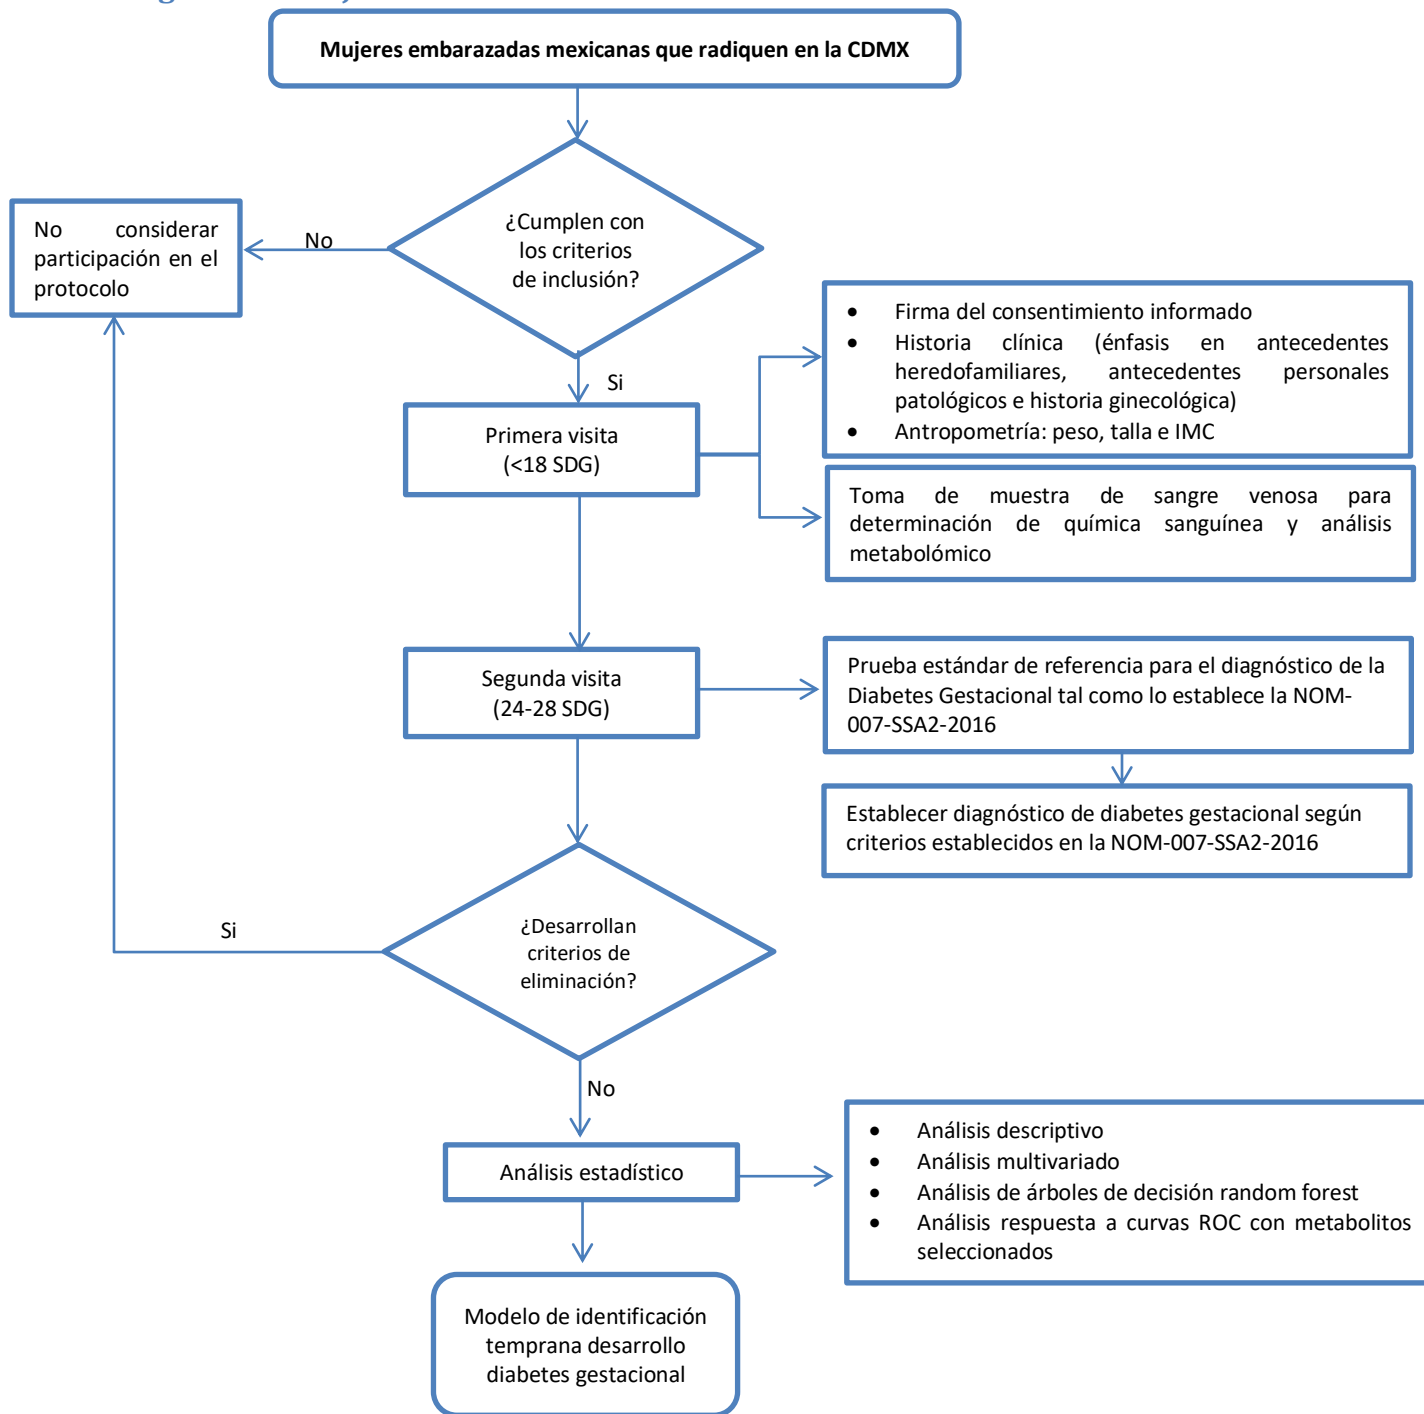 Mujeres embarazadas mexicanas que radiquen en la CDMX
¿Cumplen con
los criterios
de inclusión?
No
No considerar
participación en el
protocolo
Si
Primera visita
(<18 SDG)
• Firma del consentimiento informado
• Historia clínica (énfasis en antecedentes
heredofamiliares, antecedentes personales
patológicos e historia ginecológica)
• Antropometría: peso, talla e IMC
Toma de muestra de sangre venosa para
determinación de química sanguínea y análisis
metabolómico
Segunda visita
(24-28 SDG)
Prueba estándar de referencia para el diagnóstico de la
Diabetes Gestacional tal como lo establece la NOM-
007-SSA2-2016
Establecer diagnóstico de diabetes gestacional según
criterios establecidos en la NOM-007-SSA2-2016
¿Desarrollan
criterios de
eliminación?
Si
No
Análisis estadístico
• Análisis descriptivo
• Análisis multivariado
• Análisis de árboles de decisión random forest
• Análisis respuesta a curvas ROC con metabolitos
seleccionados
Modelo de identificación
temprana desarrollo
diabetes gestacional